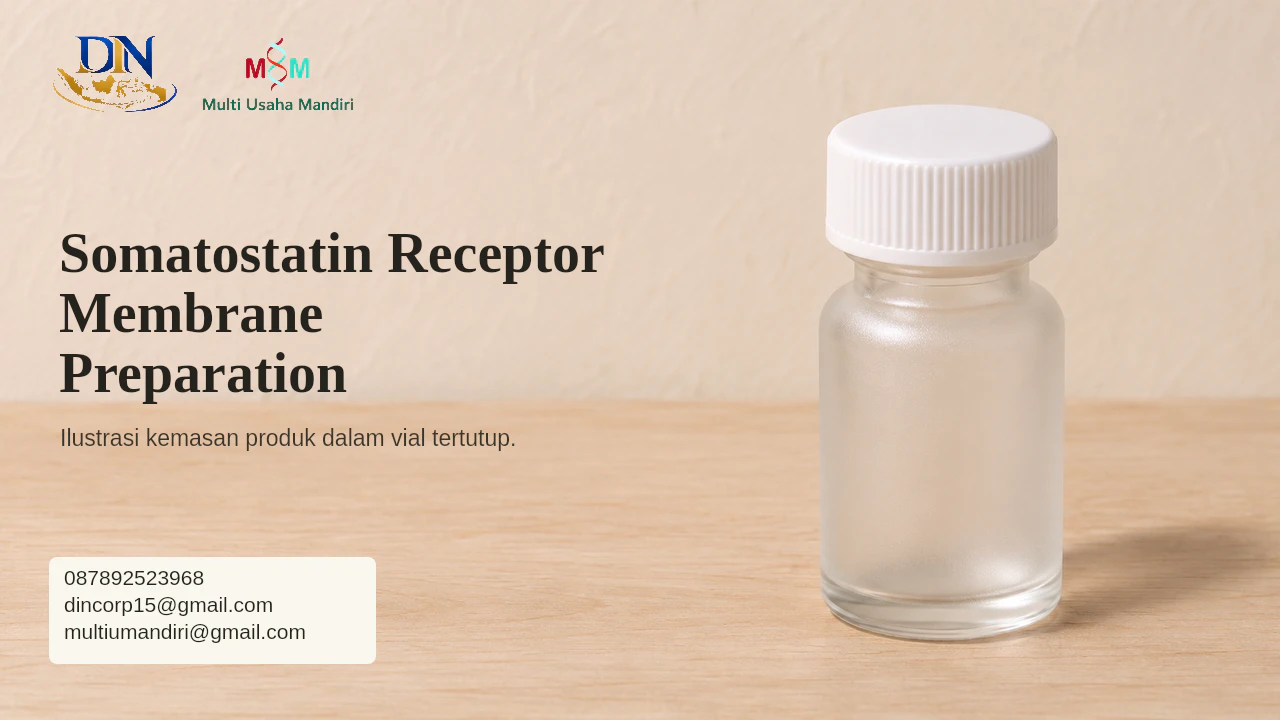 DIN
MSM
Multi Usaha Mandiri
Somatostatin Receptor
Membrane
Preparation
Ilustrasi kemasan produk dalam vial tertutup.
087892523968
dincorp15@gmail.com
multiumandiri@gmail.com